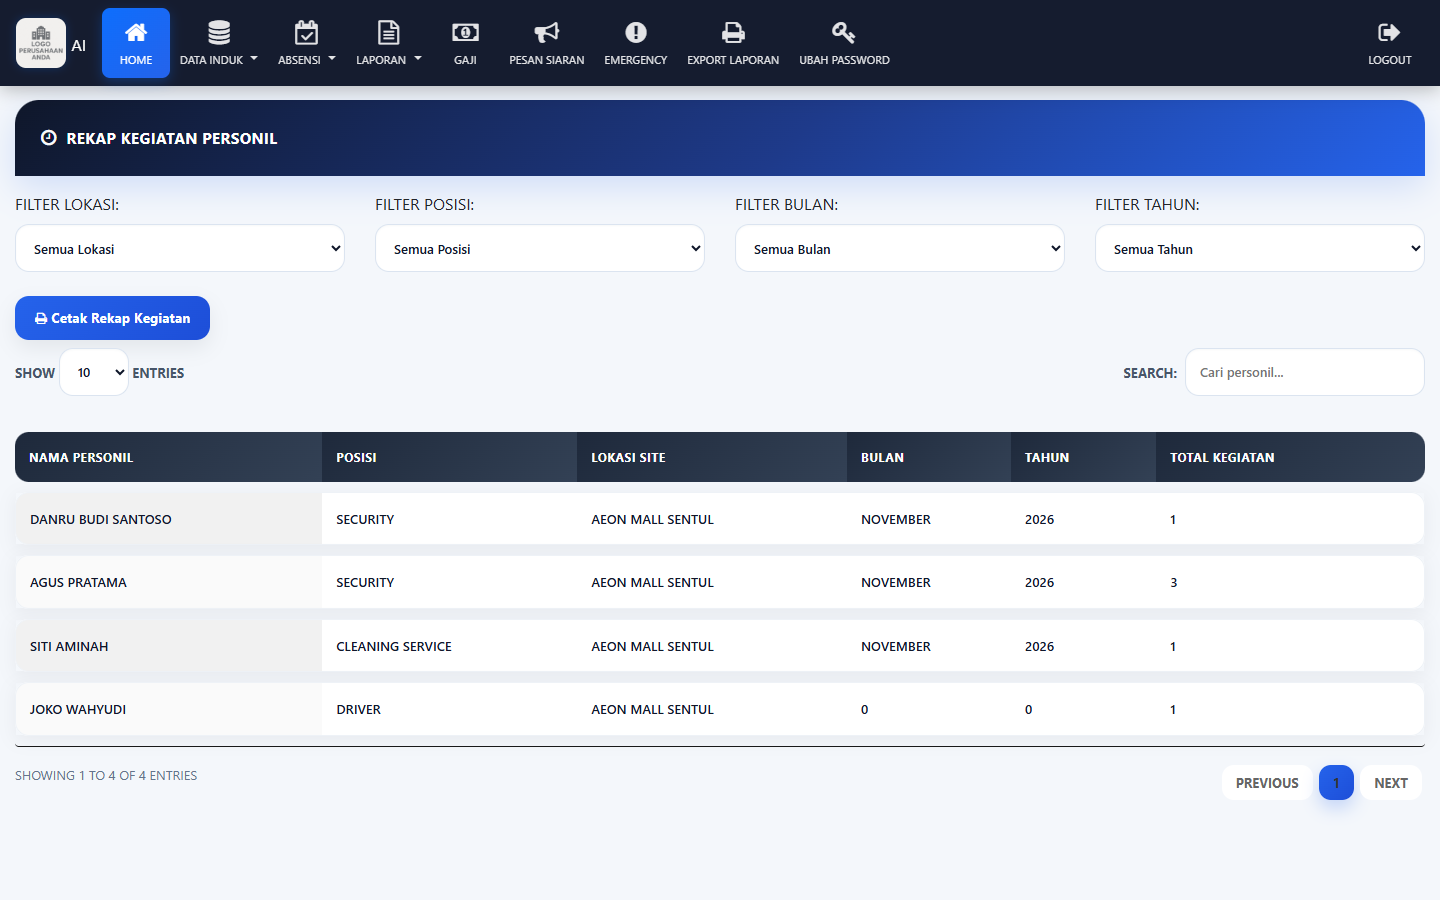 LOGO
PERUSAHAAN
ANDA
AI
HOME
DATA INDUK
ABSENSI
LAPORAN
GAJI
PESAN SIARAN
EMERGENCY
EXPORT LAPORAN
UBAH PASSWORD
LOGOUT
REKAP KEGIATAN PERSONIL
FILTER LOKASI: FILTER POSISI: FILTER BULAN: FILTER TAHUN:
Semua Lokasi Semua Posisi Semua Bulan Semua Tahun
Cetak Rekap Kegiatan
SHOW 10 ENTRIES SEARCH: Cari personil...
NAMA PERSONIL POSISI LOKASI SITE BULAN TAHUN TOTAL KEGIATAN
DANRU BUDI SANTOSO SECURITY AEON MALL SENTUL NOVEMBER 2026 1
AGUS PRATAMA SECURITY AEON MALL SENTUL NOVEMBER 2026 3
SITI AMINAH CLEANING SERVICE AEON MALL SENTUL NOVEMBER 2026 1
JOKO WAHYUDI DRIVER AEON MALL SENTUL 0 0 1
SHOWING 1 TO 4 OF 4 ENTRIES
PREVIOUS 1 NEXT